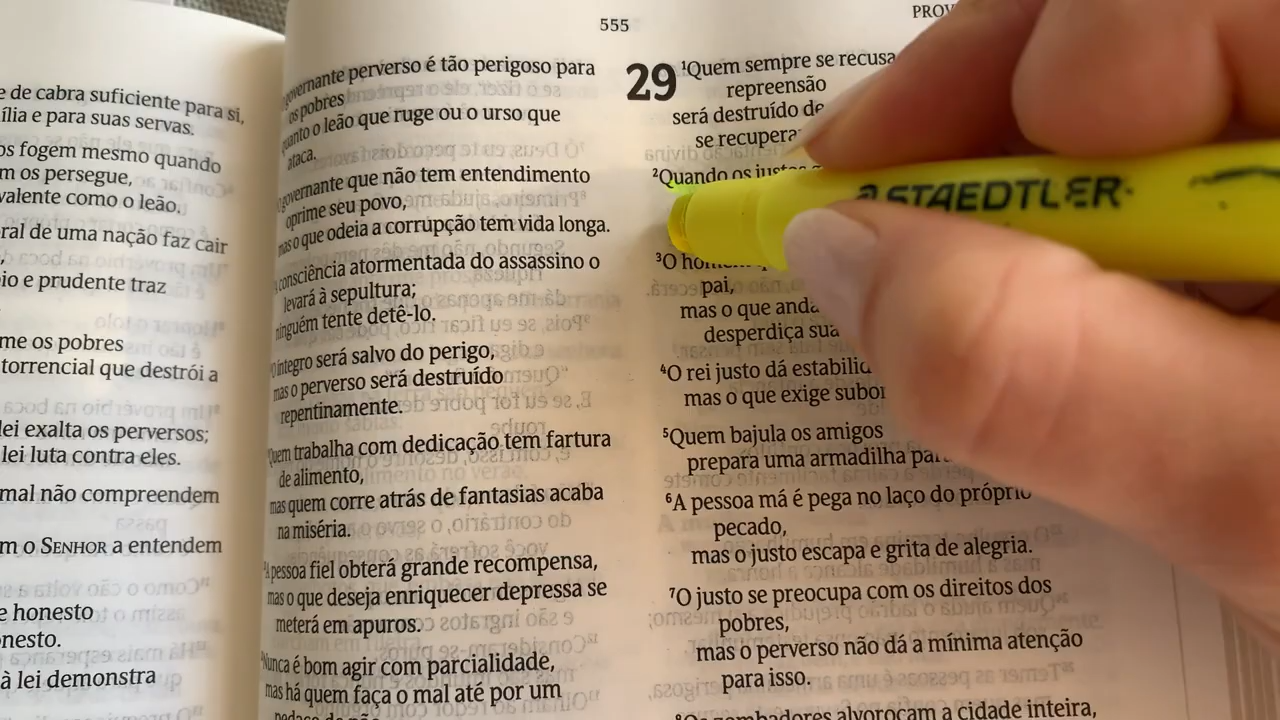 555
e de cabra suficiente para si,
ília e para suas servas.
os fogem mesmo quando
m os persegue,
valente como o leão.
ral de uma nação faz cair
io e prudente traz
me os pobres
torrencial que destrói a
lei exalta os perversos;
lei luta contra eles.
mal não compreendem
m o SENHOR a entendem
e honesto
onesto.
à lei demonstra
governante perverso é tão perigoso para
os pobres
quanto o leão que ruge ou o urso que
ataca.
governante que não tem entendimento
oprime seu povo,
mas o que odeia a corrupção tem vida longa.
consciência atormentada do assassino o
levará à sepultura;
ninguém tente detê-lo.
O íntegro será salvo do perigo,
mas o perverso será destruído
repentinamente.
Quem trabalha com dedicação tem fartura
de alimento,
mas quem corre atrás de fantasias acaba
na miséria.
A pessoa fiel obterá grande recompensa,
mas o que deseja enriquecer depressa se
meterá em apuros.
Nunca é bom agir com parcialidade,
mas há quem faça o mal até por um
PROV
29 ¹Quem sempre se recusa
repreensão
será destruído de
se recupera
²Quando os
³O
pai,
mas o que anda
desperdiça sua
⁴O rei justo dá estabilid
mas o que exige subor
⁵Quem bajula os amigos
prepara uma armadilha par
⁶A pessoa má é pega no laço do próprio
pecado,
mas o justo escapa e grita de alegria.
⁷O justo se preocupa com os direitos dos
pobres,
mas o perverso não dá a mínima atenção
para isso.
⁸Os zombadores alvoroçam a cidade inteira,
STAEDTLER